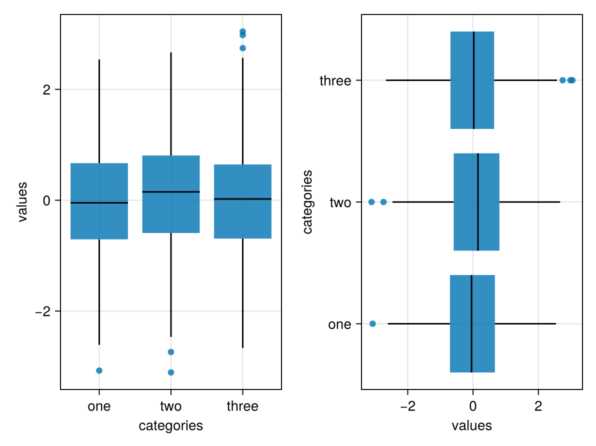 2
0
−2
values
one two three
categories
three
two
one
categories
−2 0 2
values